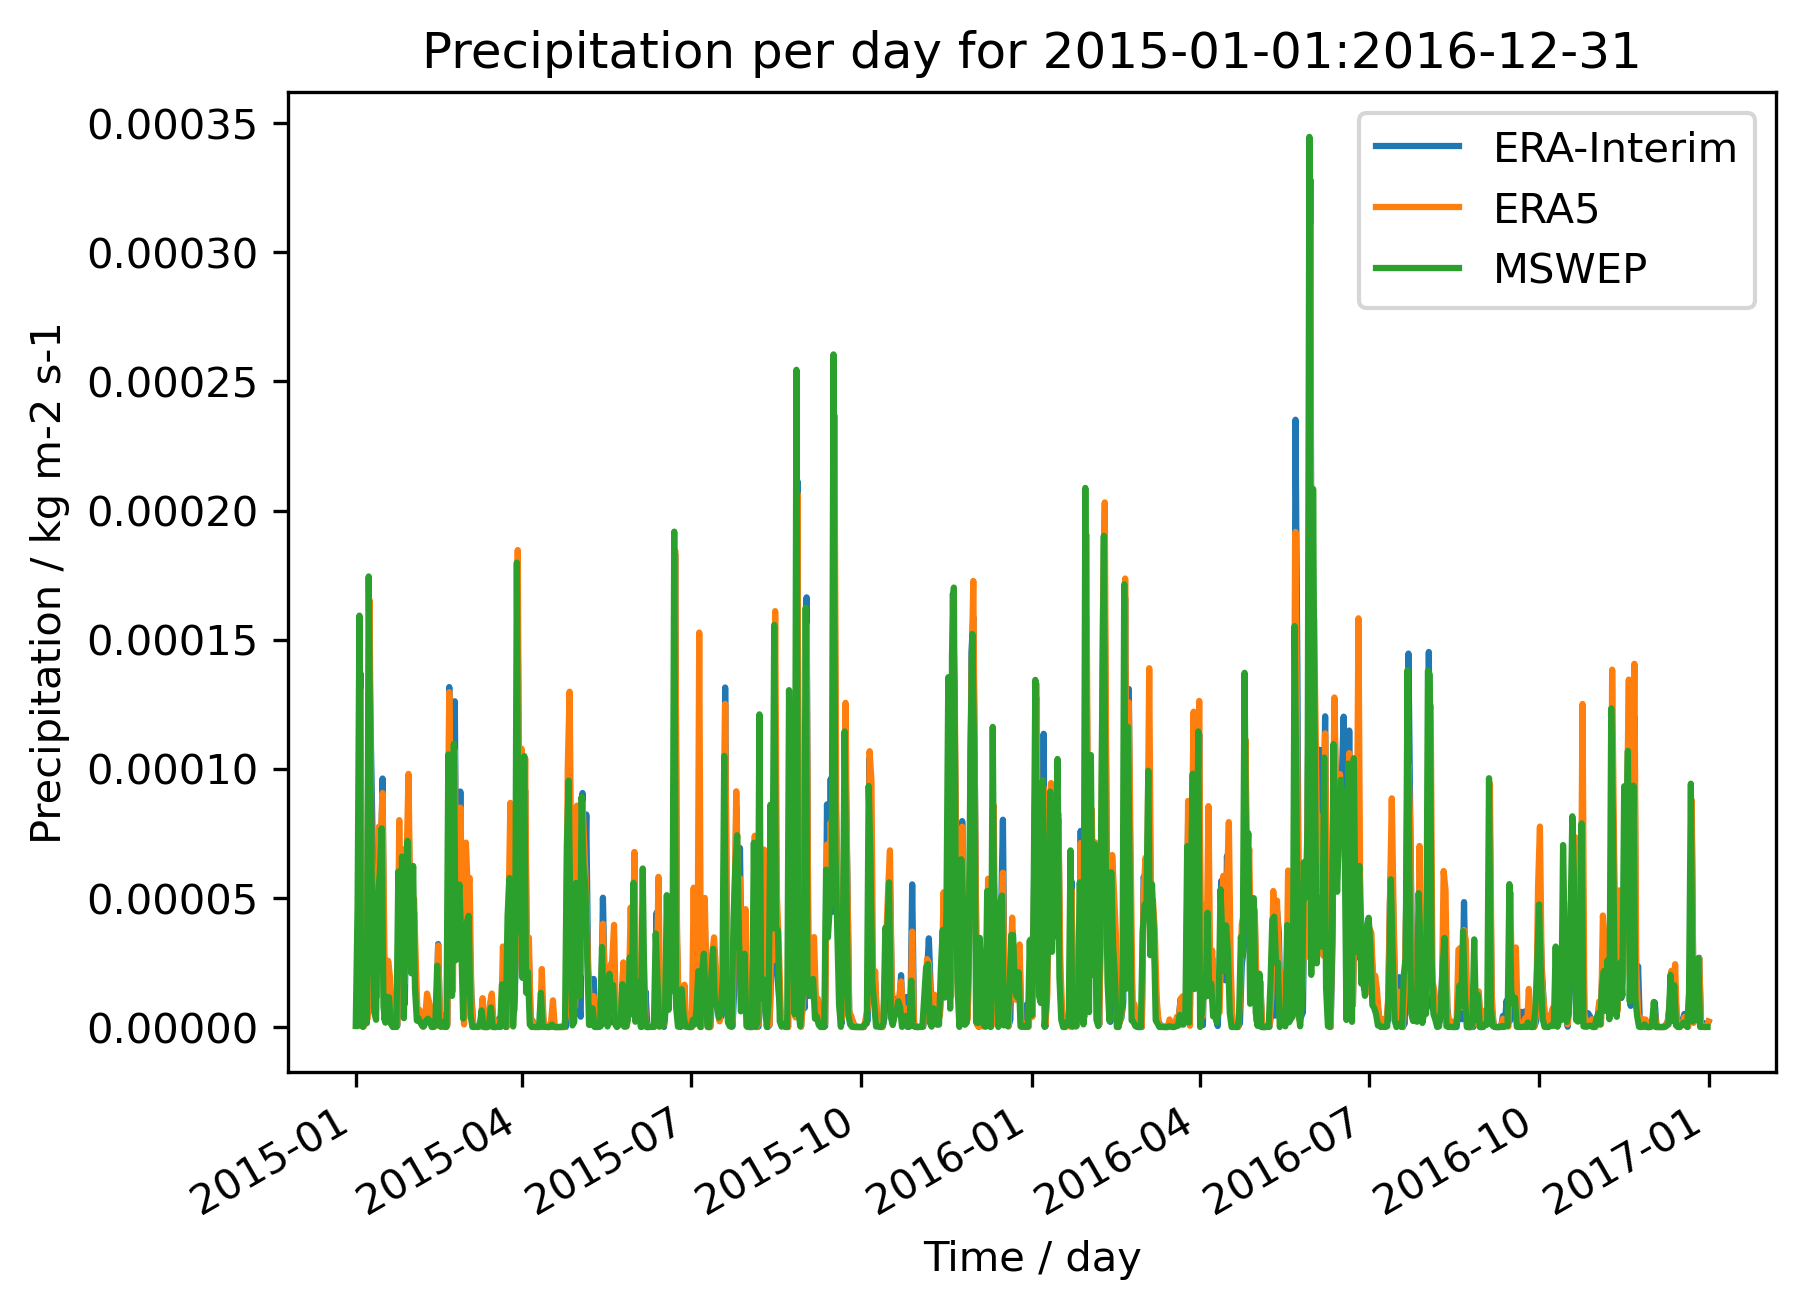 Precipitation per day for 2015-01-01:2016-12-31
Precipitation / kg m-2 s-1
0.00035
0.00030
0.00025
0.00020
0.00015
0.00010
0.00005
0.00000
ERA-Interim
ERA5
MSWEP
2015-01
2015-04
2015-07
2015-10
2016-01
2016-04
2016-07
2016-10
2017-01
Time / day